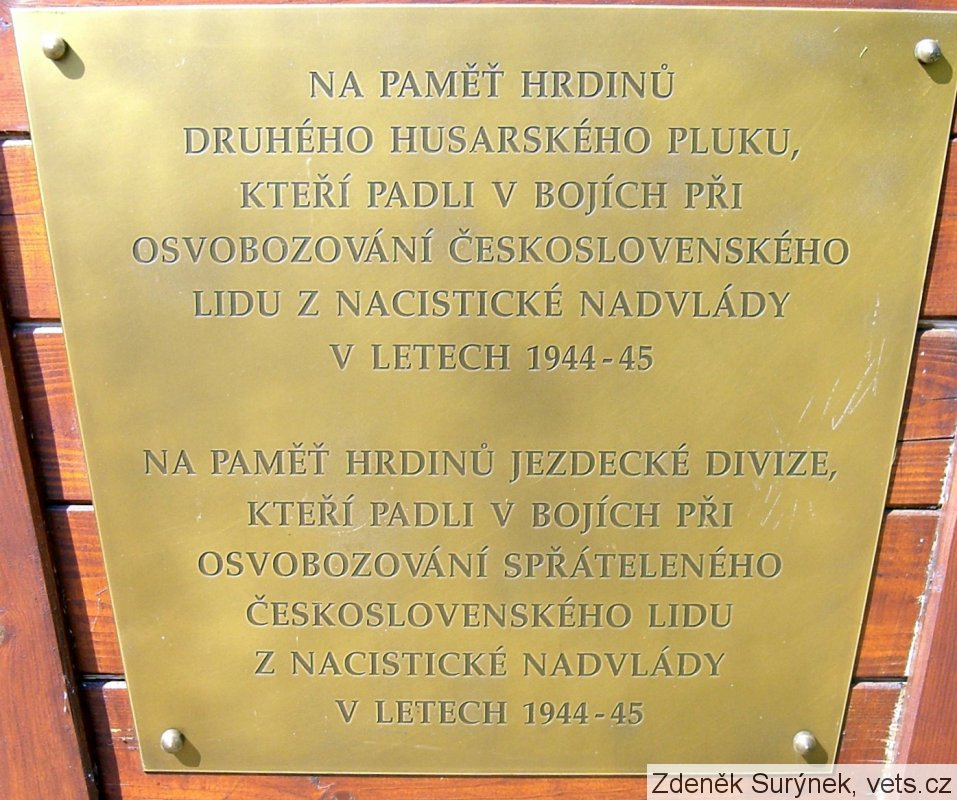 NA PAMĚŤ HRDINŮ
DRUHÉHO HUSARSKÉHO PLUKU,
KTEŘÍ PADLI V BOJÍCH PŘI
OSVOBOZOVÁNÍ ČESKOSLOVENSKÉHO
LIDU Z NACISTICKÉ NADVLÁDY
V LETECH 1944-45
NA PAMĚŤ HRDINŮ JEZDECKÉ DIVIZE,
KTEŘÍ PADLI V BOJÍCH PŘI
OSVOBOZOVÁNÍ SPŘÁTELENÉHO
ČESKOSLOVENSKÉHO LIDU
Z NACISTICKÉ NADVLÁDY
V LETECH 1944-45
Zdeněk Surýnek, vets.cz